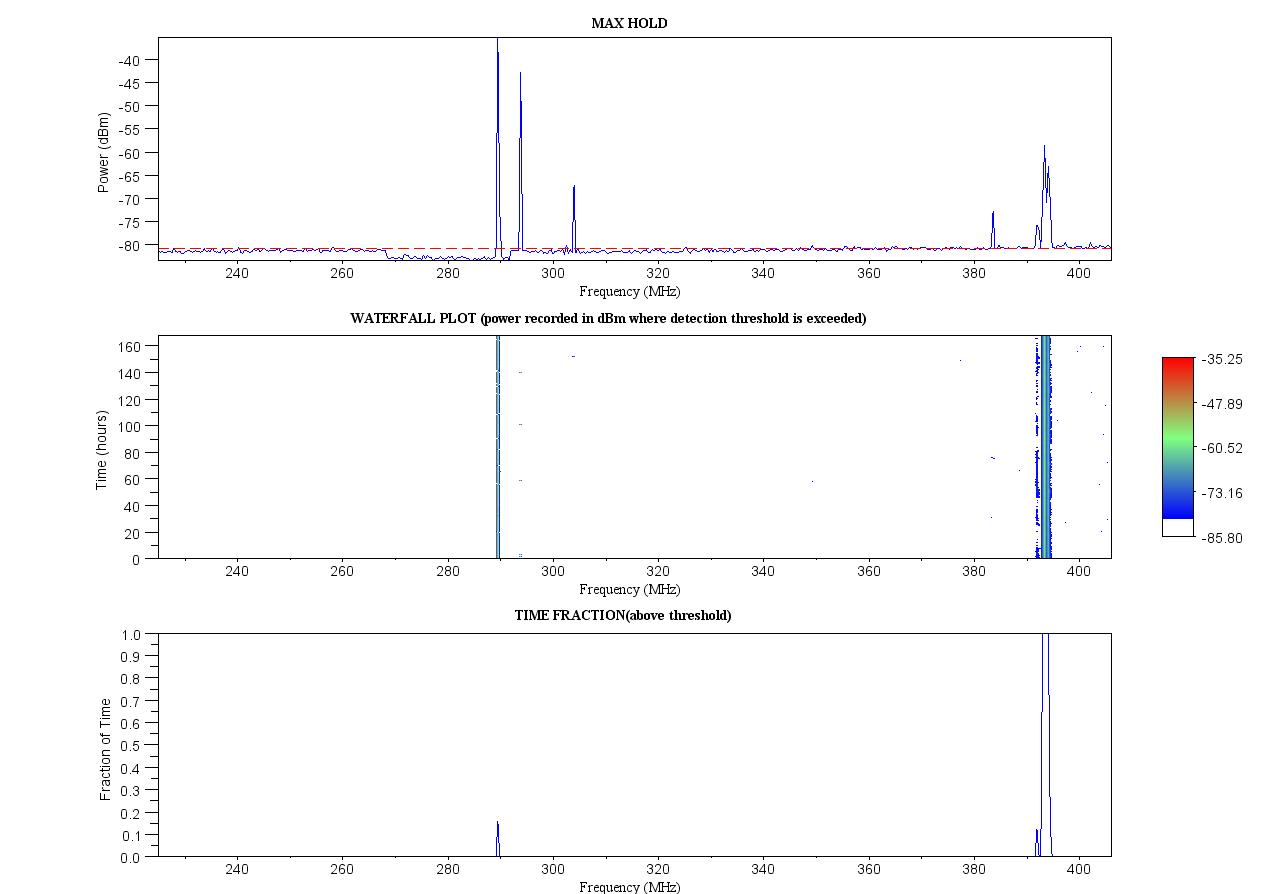 MAX HOLD
-40
-45
-50
-55
-60
-65
-70
-75
-80
Power (dBm)
240 260 280 300 320 340 360 380 400
Frequency (MHz)
WATERFALL PLOT (power recorded in dBm where detection threshold is exceeded)
160
140
120
100
80
60
40
20
0
Time (hours)
240 260 280 300 320 340 360 380 400
Frequency (MHz)
-35.25
-47.89
-60.52
-73.16
-85.80
TIME FRACTION(above threshold)
1.0
0.9
0.8
0.7
0.6
0.5
0.4
0.3
0.2
0.1
0.0
Fraction of Time
240 260 280 300 320 340 360 380 400
Frequency (MHz)